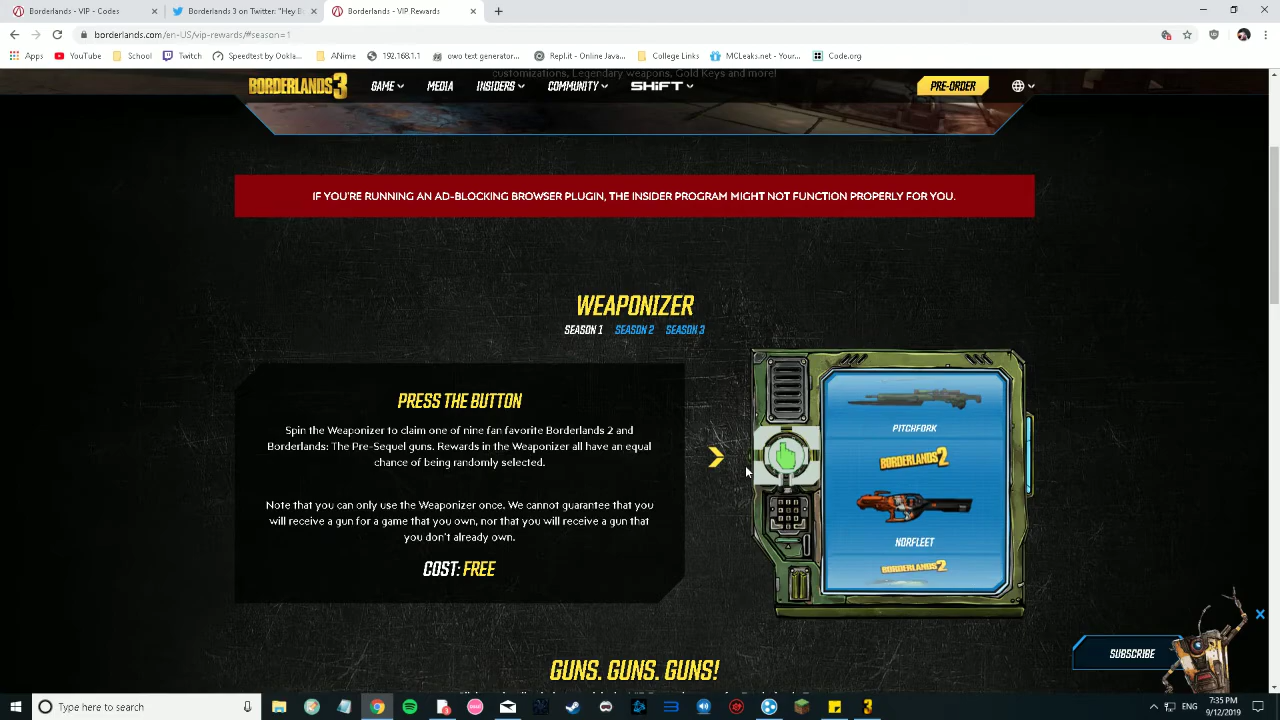 Borderlands - VIP: Codes
Borderlands 3 on Twitter: "Spin B
Borderlands - VIP Rewards
borderlands.com/en-US/vip-rewards/#season=1
Apps YouTube School Twitch Speedtest by Ookla... ANime 192.168.1.1 owo text generator... Repl.it - Online Java... College Links MCLeaks.net - Your... Code.org
customizations, Legendary weapons, Gold Keys and more!
BORDERLANDS 3 GAME MEDIA INSIDERS COMMUNITY SHiFT PRE-ORDER
IF YOU'RE RUNNING AN AD-BLOCKING BROWSER PLUGIN, THE INSIDER PROGRAM MIGHT NOT FUNCTION PROPERLY FOR YOU.
WEAPONIZER
SEASON 1 SEASON 2 SEASON 3
PRESS THE BUTTON
Spin the Weaponizer to claim one of nine fan favorite Borderlands 2 and
Borderlands: The Pre-Sequel guns. Rewards in the Weaponizer all have an equal
chance of being randomly selected.
Note that you can only use the Weaponizer once. We cannot guarantee that you
will receive a gun for a game that you own, nor that you will receive a gun that
you don't already own.
COST: FREE
PITCHFORK
BORDERLANDS 2
NORFLEET
BORDERLANDS 2
GUNS. GUNS. GUNS!
SUBSCRIBE
Type here to search
ENG
7:35 PM
9/12/2019